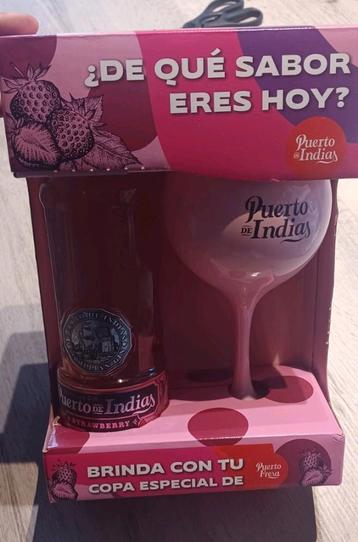 ¿DE QUÉ SABOR
ERES HOY?
Puerto
DE Indias
Puerto
DE Indias
Puerto DE Indias
STRAWBERRY
BRINDA CON TU
COPA ESPECIAL DE
Puerto
Fresa